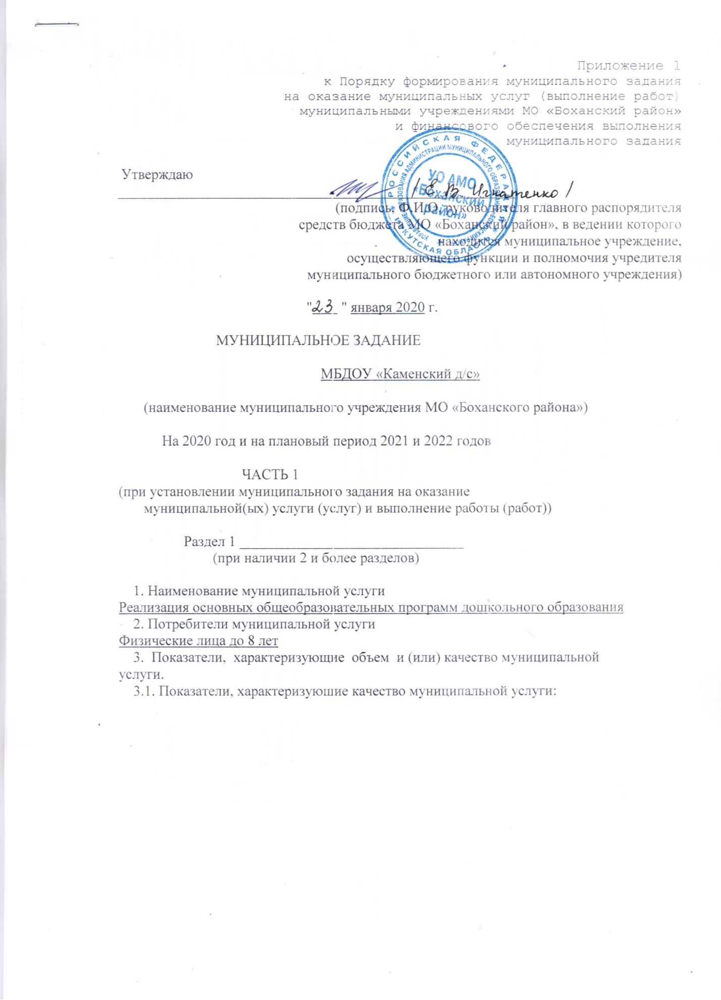 Приложение 1
к Порядку формирования муниципального задания
на оказание муниципальных услуг (выполнение работ)
муниципальными учреждениями МО «Боханский район»
и финансового обеспечения выполнения
муниципального задания
РОССИЙСКАЯ ФЕДЕРАЦИЯ
ИРКУТСКАЯ ОБЛАСТЬ
УПРАВЛЕНИЕ ОБРАЗОВАНИЯ АДМИНИСТРАЦИИ МУНИЦИПАЛЬНОГО ОБРАЗОВАНИЯ «БОХАНСКИЙ РАЙОН»
УО АМО
«Боханский
район»
Утверждаю
/ Е. В. Игнатенко /
(подпись, Ф.И.О. руководителя главного распорядителя
средств бюджета МО «Боханский район», в ведении которого
находится муниципальное учреждение,
осуществляющего функции и полномочия учредителя
муниципального бюджетного или автономного учреждения)
"23 " января 2020 г.
МУНИЦИПАЛЬНОЕ ЗАДАНИЕ
МБДОУ «Каменский д/с»
(наименование муниципального учреждения МО «Боханского района»)
На 2020 год и на плановый период 2021 и 2022 годов
ЧАСТЬ 1
(при установлении муниципального задания на оказание
муниципальной(ых) услуги (услуг) и выполнение работы (работ))
Раздел 1 ______________________________
(при наличии 2 и более разделов)
1. Наименование муниципальной услуги
Реализация основных общеобразовательных программ дошкольного образования
2. Потребители муниципальной услуги
Физические лица до 8 лет
3. Показатели, характеризующие объем и (или) качество муниципальной
услуги.
3.1. Показатели, характеризующие качество муниципальной услуги: